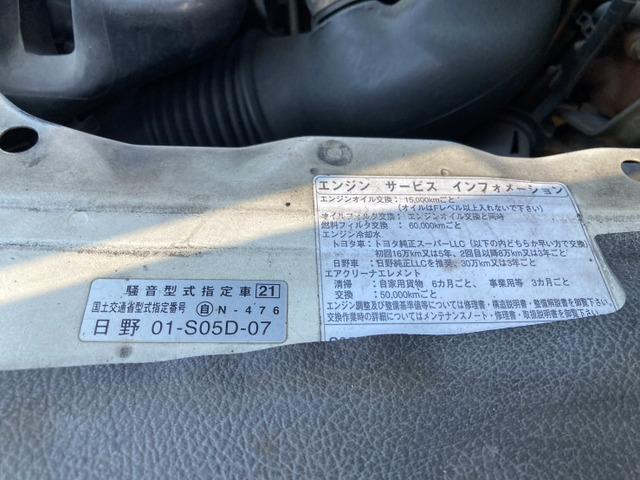 エンジン サービス インフォメーション
エンジンオイル交換： 15,000kmごと
(オイルはFレベル以上入れないで下さい)
オイルフィルタ交換： エンジンオイル交換と同時
燃料フィルタ交換： 60,000kmごと
エンジン冷却水
トヨタ車：トヨタ純正スーパーLLC (以下の内どちらか早い方で交換)
初回16万km又は5年、2回目以降8万km又は3年ごと
日野車：日野純正LLCを推奨、30万km又は3年ごと
エアクリーナエレメント
清掃 ：自家用貨物 6カ月ごと、 事業用等 3カ月ごと
交換 ：50,000kmごと
エンジン調整及び整備基準値等については修理書・構造説明書・整備解説書を御覧下さい
交換作業時の詳細についてはメンテナンスノート・修理書・取扱説明書を御覧下さい
騒音型式指定車 21
国土交通省型式指定番号 自 N-476
日野 01-S05D-07